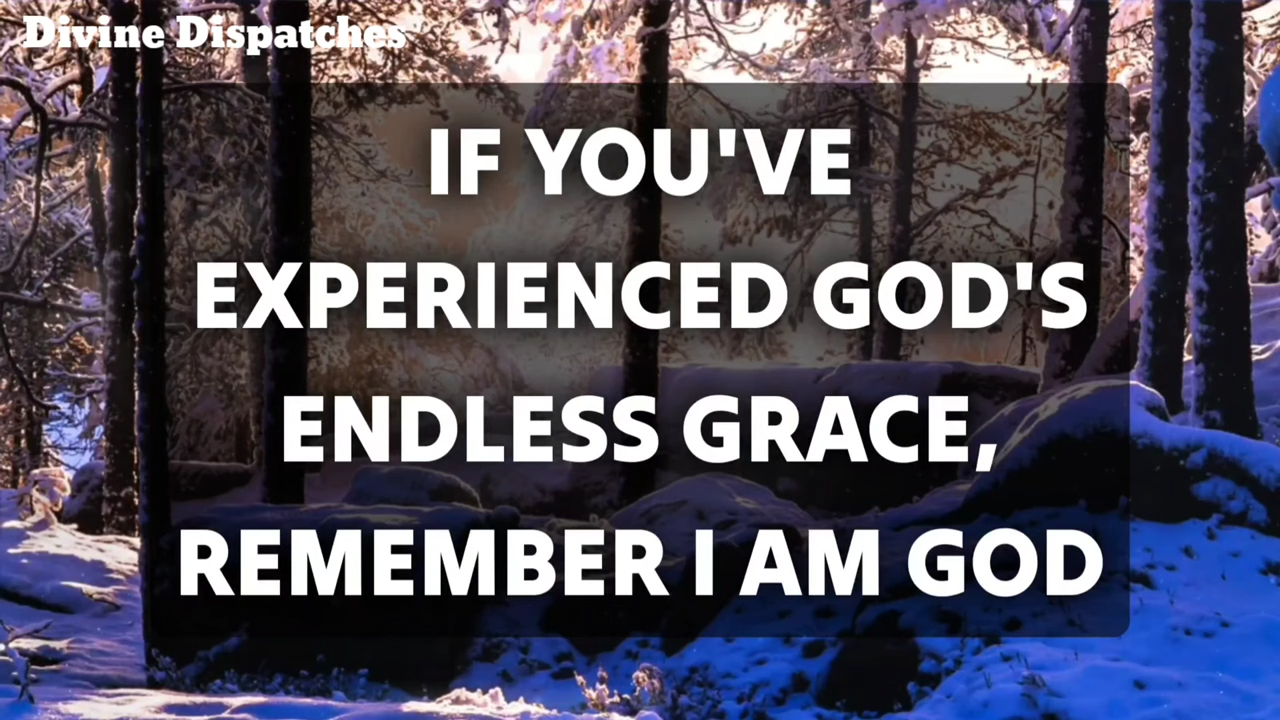 Divine Dispatches
IF YOU'VE
EXPERIENCED GOD'S
ENDLESS GRACE,
REMEMBER I AM GOD